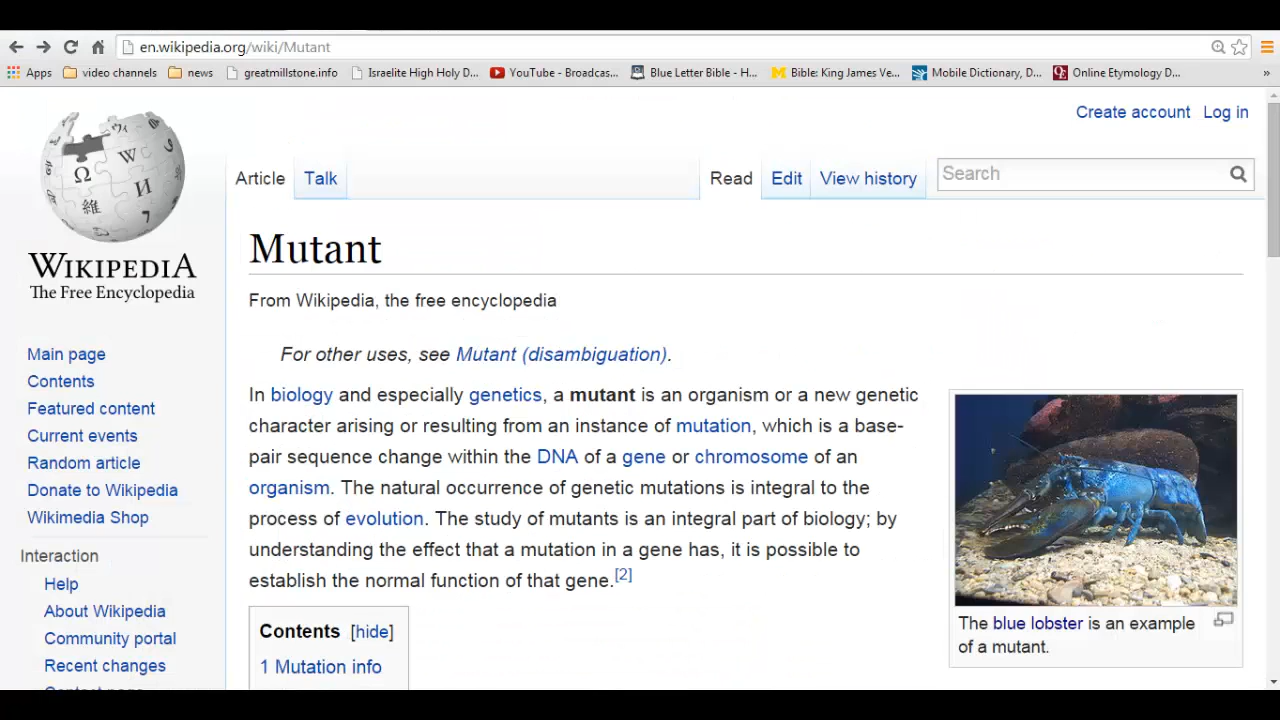 en.wikipedia.org/wiki/Mutant
Apps video channels news greatmillstone.info Israelite High Holy D... YouTube - Broadcas... Blue Letter Bible - H... Bible: King James Ve... Mobile Dictionary, D... Online Etymology D... »
Create account Log in
Article Talk Read Edit View history Search
WIKIPEDIA
The Free Encyclopedia
Mutant
From Wikipedia, the free encyclopedia
For other uses, see Mutant (disambiguation).
In biology and especially genetics, a mutant is an organism or a new genetic
character arising or resulting from an instance of mutation, which is a base-
pair sequence change within the DNA of a gene or chromosome of an
organism. The natural occurrence of genetic mutations is integral to the
process of evolution. The study of mutants is an integral part of biology; by
understanding the effect that a mutation in a gene has, it is possible to
establish the normal function of that gene.[2]
Contents [hide]
1 Mutation info
The blue lobster is an example
of a mutant.
Main page
Contents
Featured content
Current events
Random article
Donate to Wikipedia
Wikimedia Shop
Interaction
Help
About Wikipedia
Community portal
Recent changes